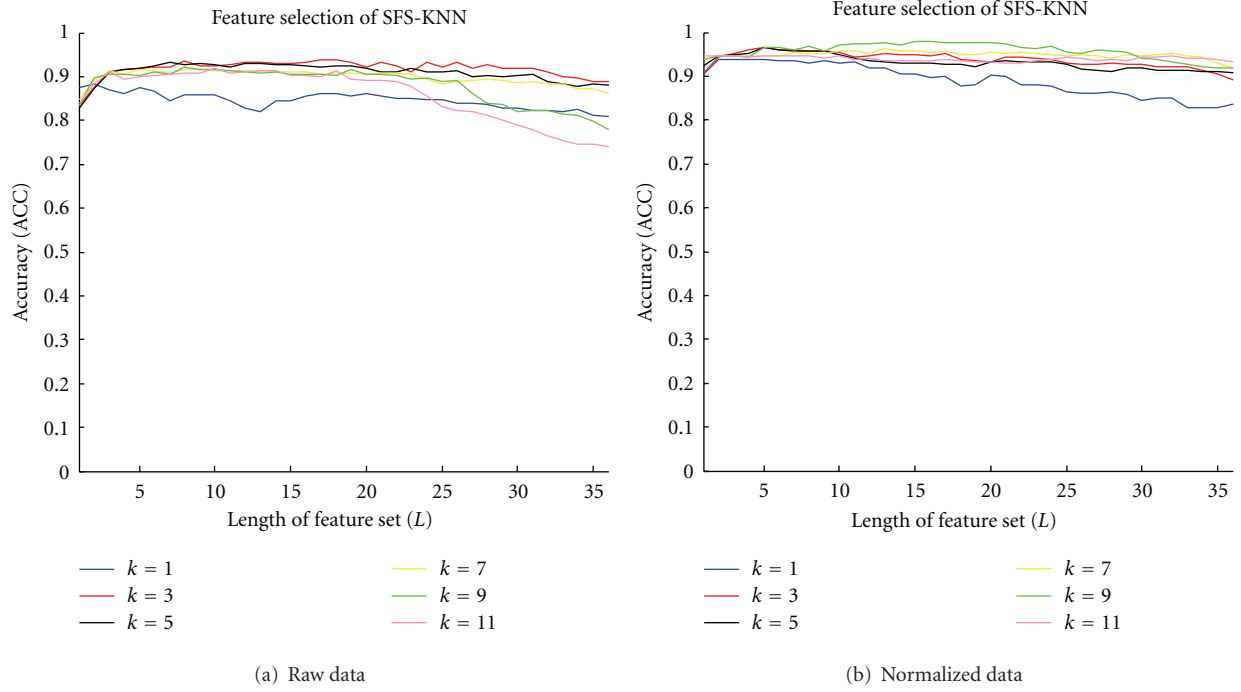 Feature selection of SFS-KNN
1
0.9
0.8
0.7
0.6
0.5
0.4
0.3
0.2
0.1
0
Accuracy (ACC)
5 10 15 20 25 30 35
Length of feature set (L)
k = 1
k = 3
k = 5
k = 7
k = 9
k = 11
(a) Raw data
Feature selection of SFS-KNN
1
0.9
0.8
0.7
0.6
0.5
0.4
0.3
0.2
0.1
0
Accuracy (ACC)
5 10 15 20 25 30 35
Length of feature set (L)
k = 1
k = 3
k = 5
k = 7
k = 9
k = 11
(b) Normalized data